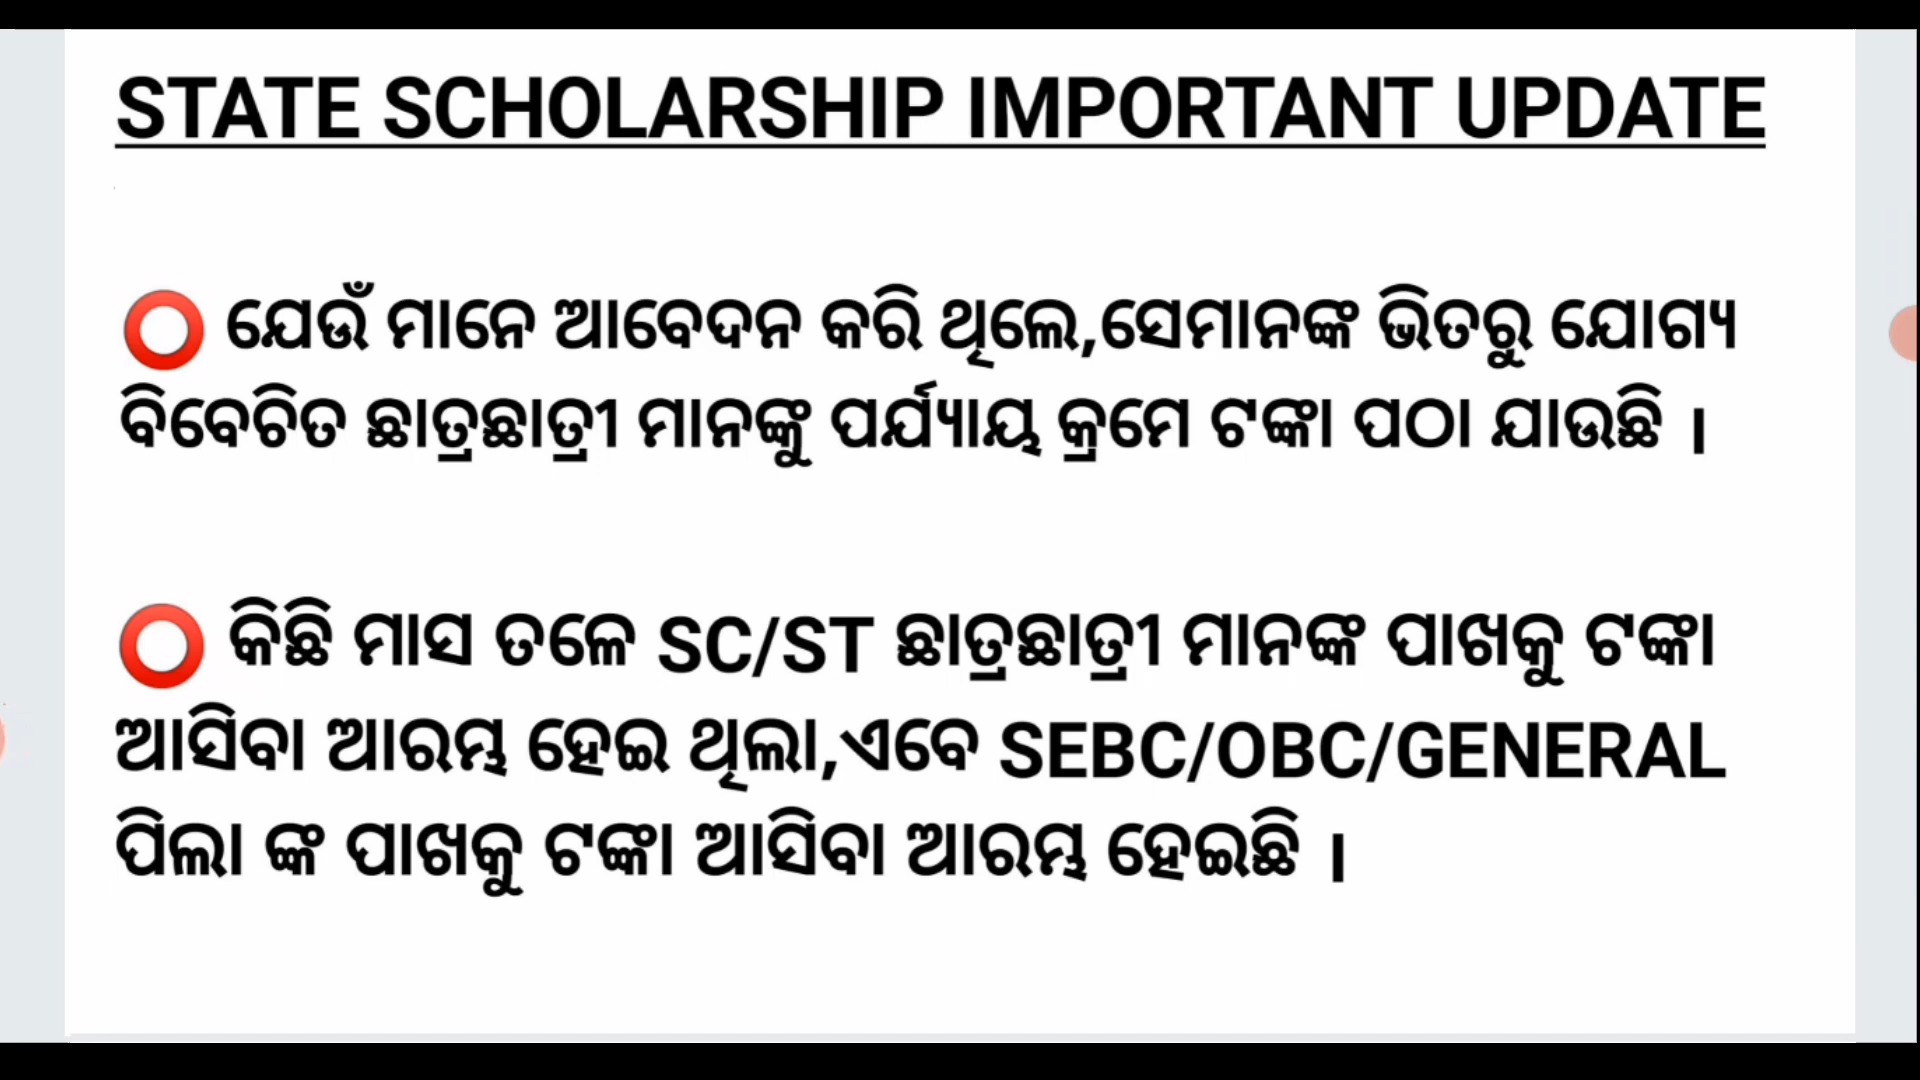 STATE SCHOLARSHIP IMPORTANT UPDATE
⭕ ଯେଉଁ ମାନେ ଆବେଦନ କରି ଥିଲେ,ସେମାନଙ୍କ ଭିତରୁ ଯୋଗ୍ୟ
ବିବେଚିତ ଛାତ୍ରଛାତ୍ରୀ ମାନଙ୍କୁ ପର୍ଯ୍ୟାୟ କ୍ରମେ ଟଙ୍କା ପଠା ଯାଉଛି ।
⭕ କିଛି ମାସ ତଳେ SC/ST ଛାତ୍ରଛାତ୍ରୀ ମାନଙ୍କ ପାଖକୁ ଟଙ୍କା
ଆସିବା ଆରମ୍ଭ ହେଇ ଥିଲା,ଏବେ SEBC/OBC/GENERAL
ପିଲା ଙ୍କ ପାଖକୁ ଟଙ୍କା ଆସିବା ଆରମ୍ଭ ହେଇଛି ।